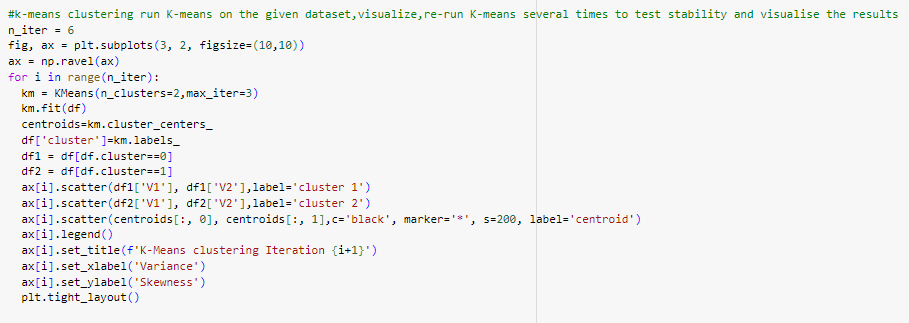 #k-means clustering run K-means on the given dataset,visualize,re-run K-means several times to test stability and visualise the results
n_iter = 6
fig, ax = plt.subplots(3, 2, figsize=(10,10))
ax = np.ravel(ax)
for i in range(n_iter):
  km = KMeans(n_clusters=2,max_iter=3)
  km.fit(df)
  centroids=km.cluster_centers_
  df['cluster']=km.labels_
  df1 = df[df.cluster==0]
  df2 = df[df.cluster==1]
  ax[i].scatter(df1['V1'], df1['V2'],label='cluster 1')
  ax[i].scatter(df2['V1'], df2['V2'],label='cluster 2')
  ax[i].scatter(centroids[:, 0], centroids[:, 1],c='black', marker='*', s=200, label='centroid')
  ax[i].legend()
  ax[i].set_title(f'K-Means clustering Iteration {i+1}')
  ax[i].set_xlabel('Variance')
  ax[i].set_ylabel('Skewness')
  plt.tight_layout()